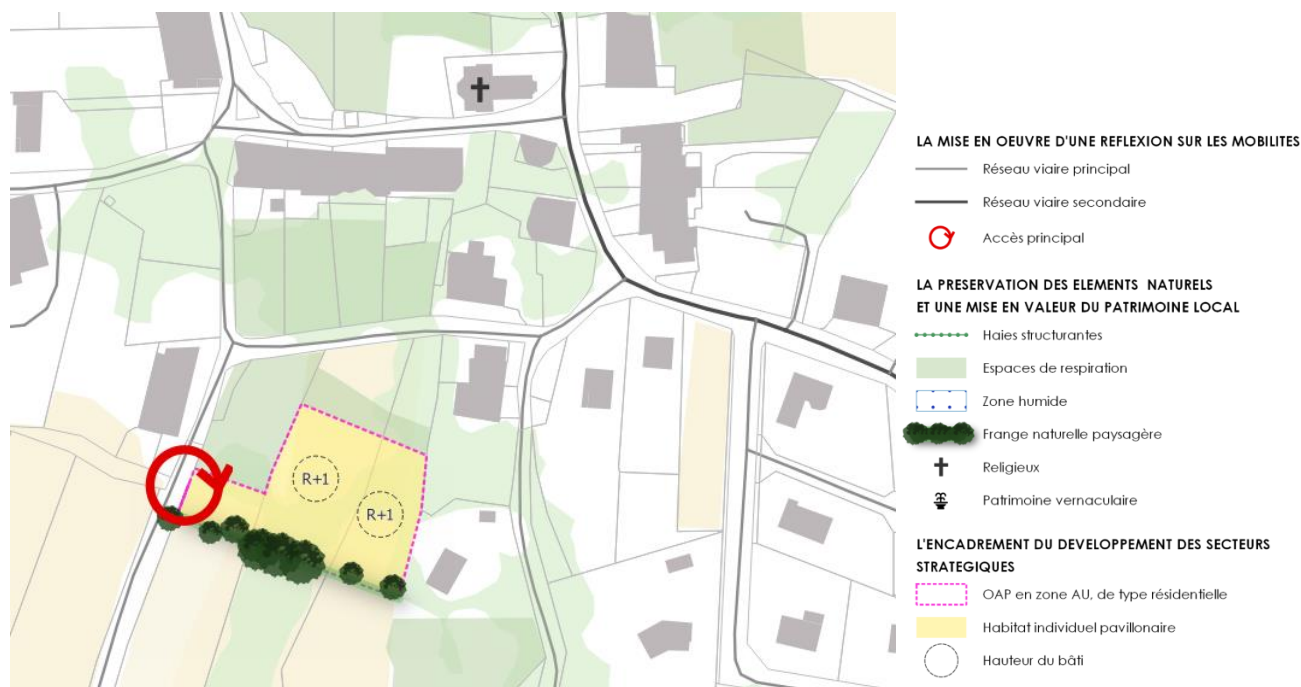 R+1
R+1
LA MISE EN OEUVRE D'UNE REFLEXION SUR LES MOBILITES
Réseau viaire principal
Réseau viaire secondaire
Accès principal
LA PRESERVATION DES ELEMENTS NATURELS
ET UNE MISE EN VALEUR DU PATRIMOINE LOCAL
Haies structurantes
Espaces de respiration
Zone humide
Frange naturelle paysagère
Religieux
Patrimoine vernaculaire
L'ENCADREMENT DU DEVELOPPEMENT DES SECTEURS
STRATEGIQUES
OAP en zone AU, de type résidentielle
Habitat individuel pavillonaire
Hauteur du bâti